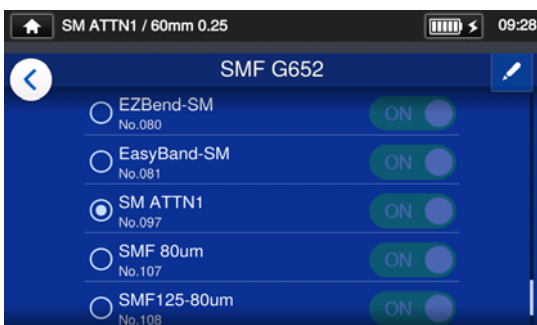 SM ATTN1 / 60mm 0.25 09:28
SMF G652
EZBend-SM ON
No.080
EasyBand-SM ON
No.081
SM ATTN1 ON
No.097
SMF 80um ON
No.107
SMF125-80um ON
No.108